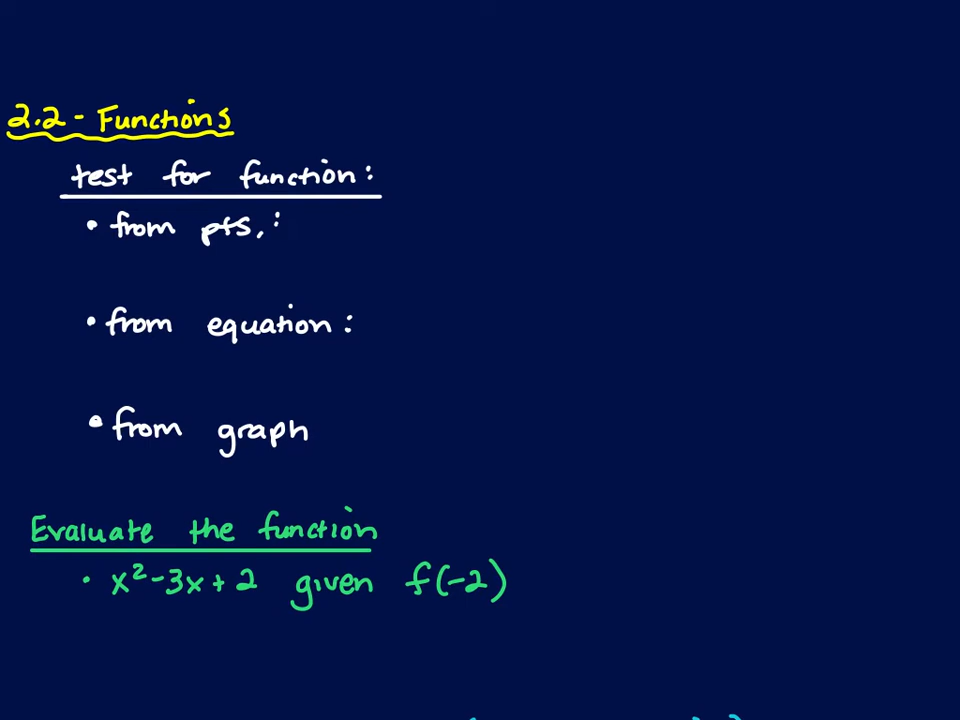 2.2 - Functions
test for function:
• from pts. :
• from equation:
• from graph
Evaluate the function
• x²-3x+2 given f(-2)